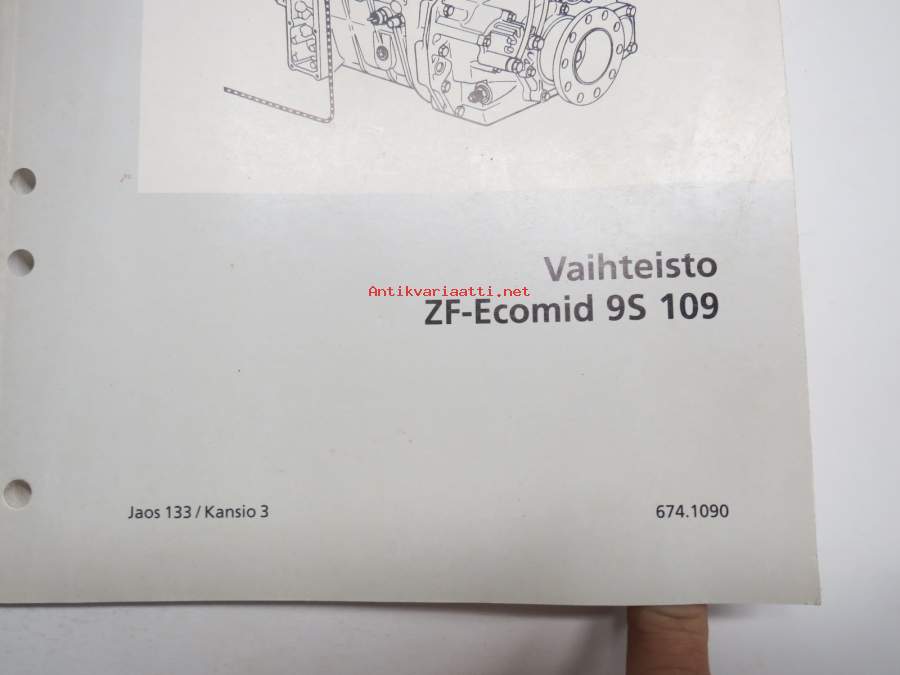 Vaihteisto
Antikvariaatti.net
ZF-Ecomid 9S 109
Jaos 133 / Kansio 3
674.1090